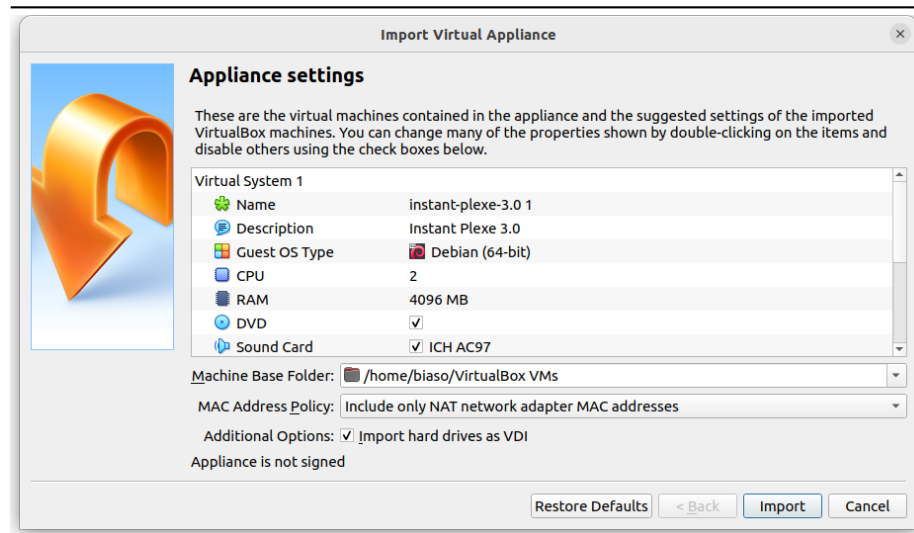 Import Virtual Appliance
Appliance settings
These are the virtual machines contained in the appliance and the suggested settings of the imported
VirtualBox machines. You can change many of the properties shown by double-clicking on the items and
disable others using the check boxes below.
Virtual System 1
Name instant-plexe-3.0 1
Description Instant Plexe 3.0
Guest OS Type Debian (64-bit)
CPU 2
RAM 4096 MB
DVD
Sound Card ICH AC97
Machine Base Folder: /home/biaso/VirtualBox VMs
MAC Address Policy: Include only NAT network adapter MAC addresses
Additional Options: Import hard drives as VDI
Appliance is not signed
Restore Defaults < Back Import Cancel